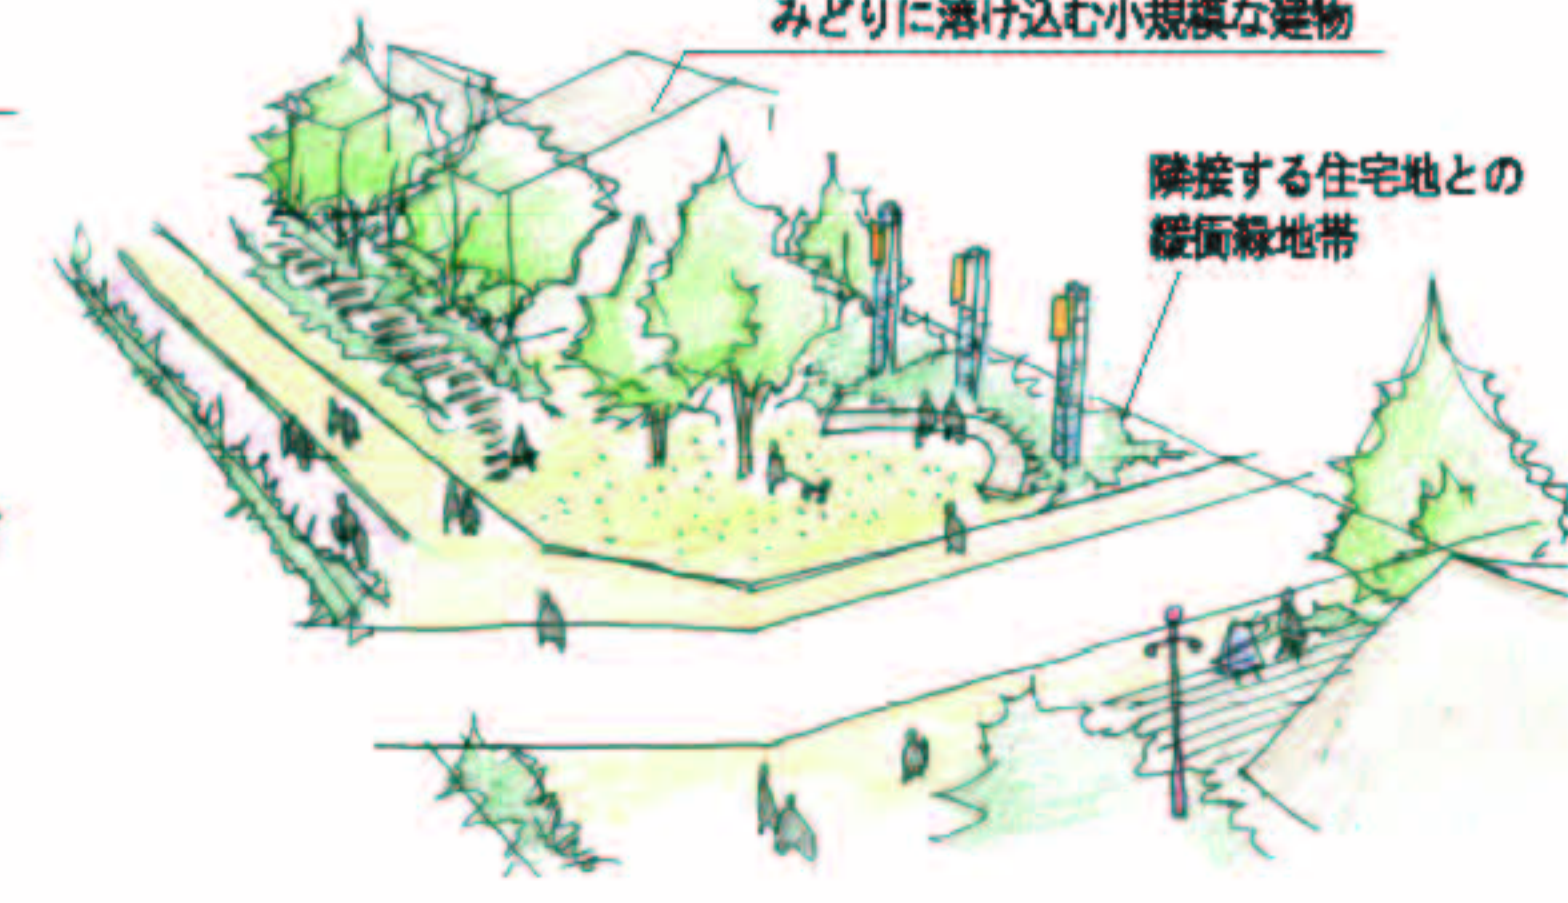 みどりに溶け込む小規模な建物
隣接する住宅地との
緩衝緑地帯